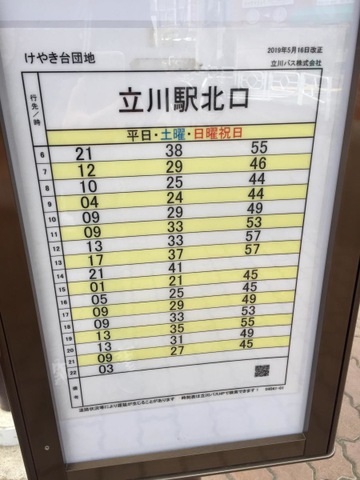 けやき台団地
2019年5月16日改正
立川バス株式会社
行先/時
立川駅北口
平日・土曜・日曜祝日
6 21 38 55
7 12 29 46
8 10 25 44
9 04 24 44
10 09 29 49
11 09 33 53
12 13 33 57
13 17 37 57
14 21 41
15 01 21 45
16 05 25 45
17 09 29 49
18 09 33 53
19 13 35 55
20 13 31 49
21 09 27 45
22 03
備考